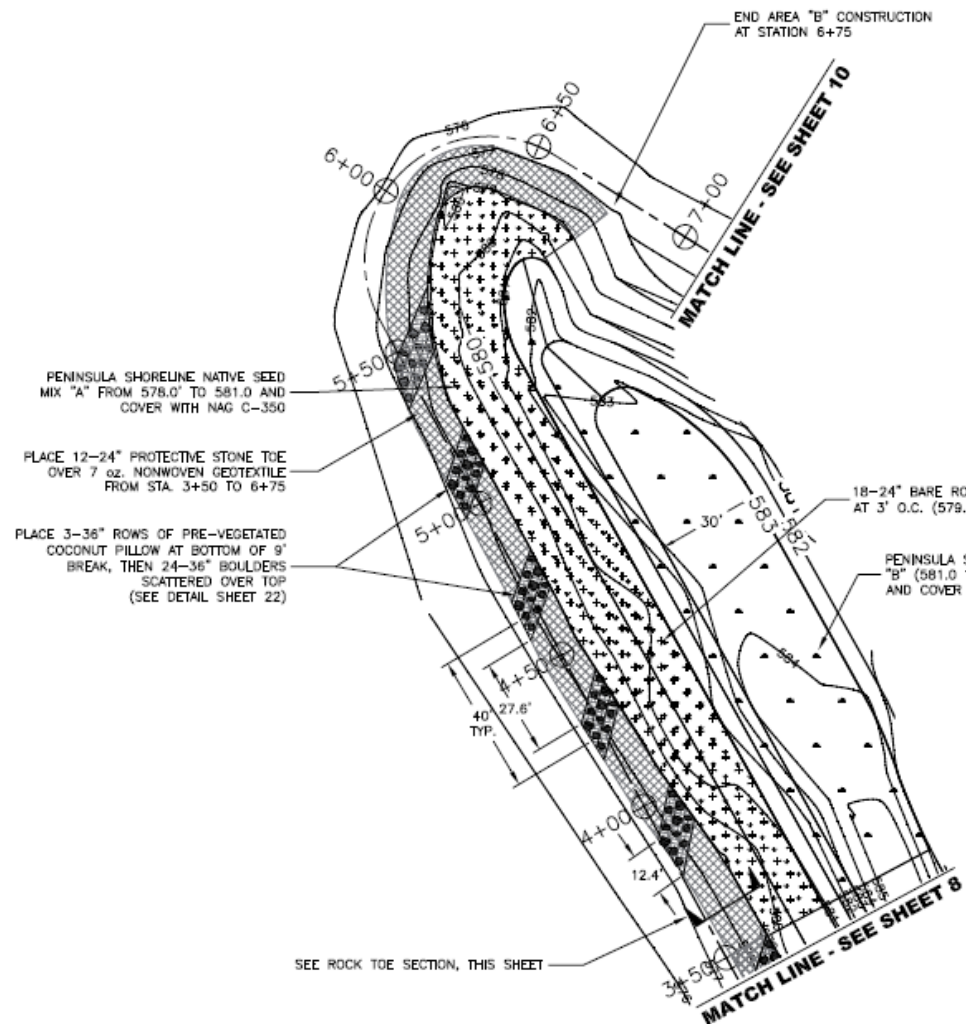 END AREA "B" CONSTRUCTION
AT STATION 6+75
MATCH LINE - SEE SHEET 10
6+50
576
577
578
6+00
7+00
580
582
583
5+50
PENINSULA SHORELINE NATIVE SEED
MIX "A" FROM 578.0' TO 581.0 AND
COVER WITH NAG C-350
PLACE 12-24" PROTECTIVE STONE TOE
OVER 7 oz. NONWOVEN GEOTEXTILE
FROM STA. 3+50 TO 6+75
18-24" BARE RO
AT 3' O.C. (579.
30'
583
582
5+00
PLACE 3-36" ROWS OF PRE-VEGETATED
COCONUT PILLOW AT BOTTOM OF 9'
BREAK, THEN 24-36" BOULDERS
SCATTERED OVER TOP
(SEE DETAIL SHEET 22)
PENINSULA S
"B" (581.0
AND COVER
584
4+50
40'
TYP.
27.6'
4+00
12.4'
SEE ROCK TOE SECTION, THIS SHEET
3+50
MATCH LINE - SEE SHEET 8